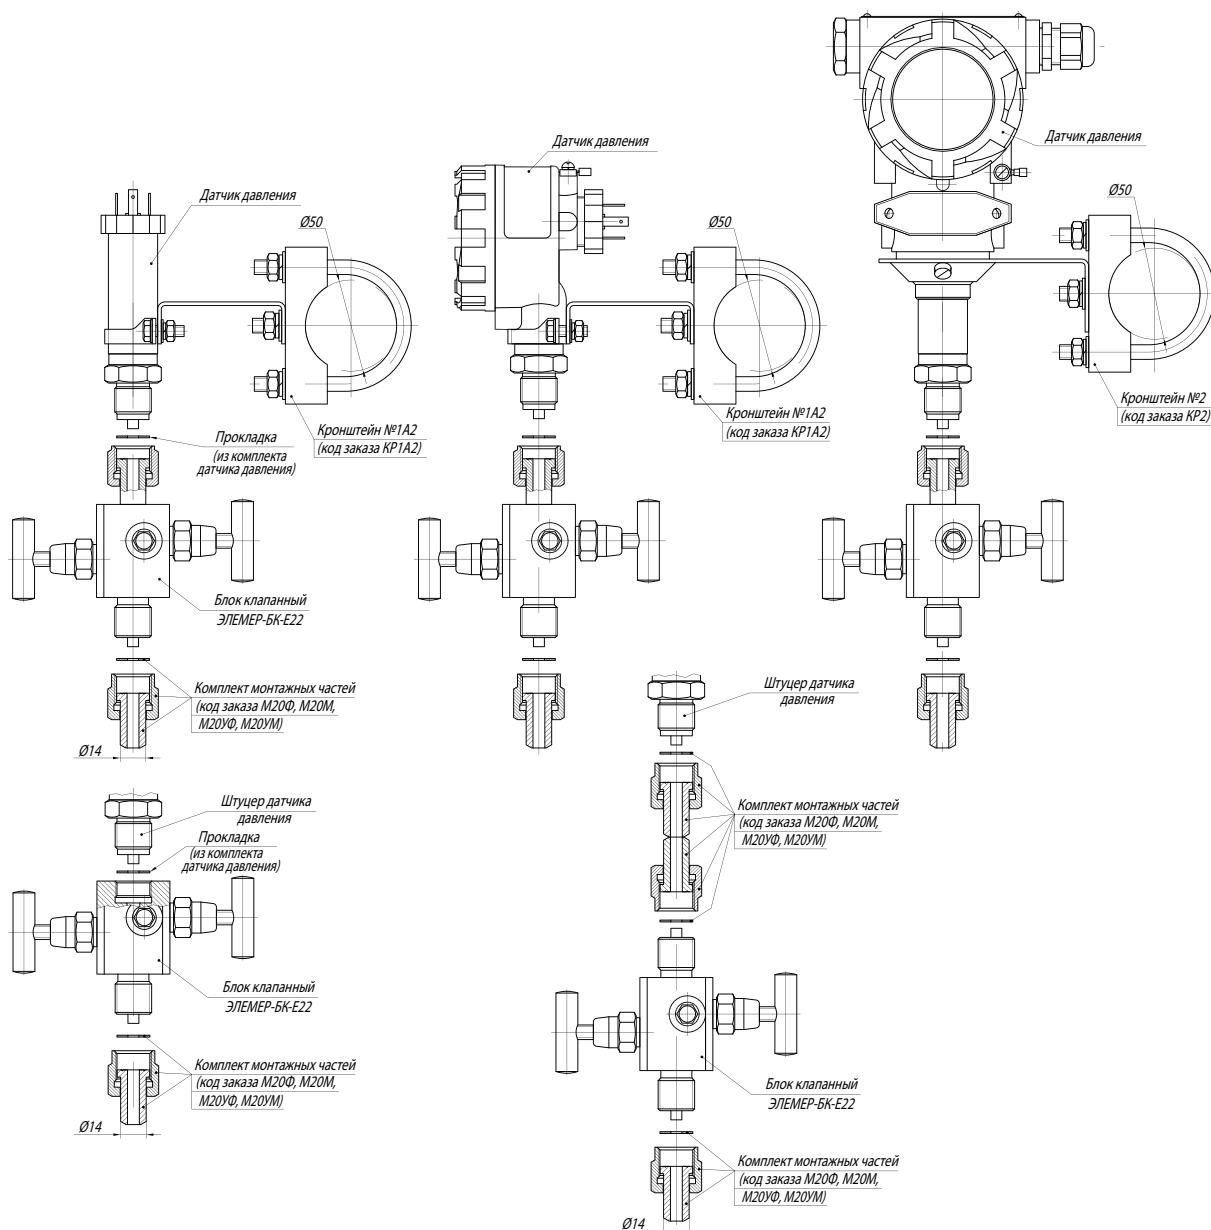 Датчик давления
Ø50
Кронштейн №1А2
(код заказа КР1А2)
Прокладка
(из комплекта
датчика давления)
Блок клапанный
ЭЛЕМЕР-БК-Е22
Комплект монтажных частей
(код заказа М20Ф, М20М,
М20УФ, М20УМ)
Ø14
Датчик давления
Ø50
Кронштейн №1А2
(код заказа КР1А2)
Датчик давления
Ø50
Кронштейн №2
(код заказа КР2)
Штуцер датчика
давления
Прокладка
(из комплекта
датчика давления)
Блок клапанный
ЭЛЕМЕР-БК-Е22
Комплект монтажных частей
(код заказа М20Ф, М20М,
М20УФ, М20УМ)
Ø14
Штуцер датчика
давления
Комплект монтажных частей
(код заказа М20Ф, М20М,
М20УФ, М20УМ)
Блок клапанный
ЭЛЕМЕР-БК-Е22
Комплект монтажных частей
(код заказа М20Ф, М20М,
М20УФ, М20УМ)
Ø14